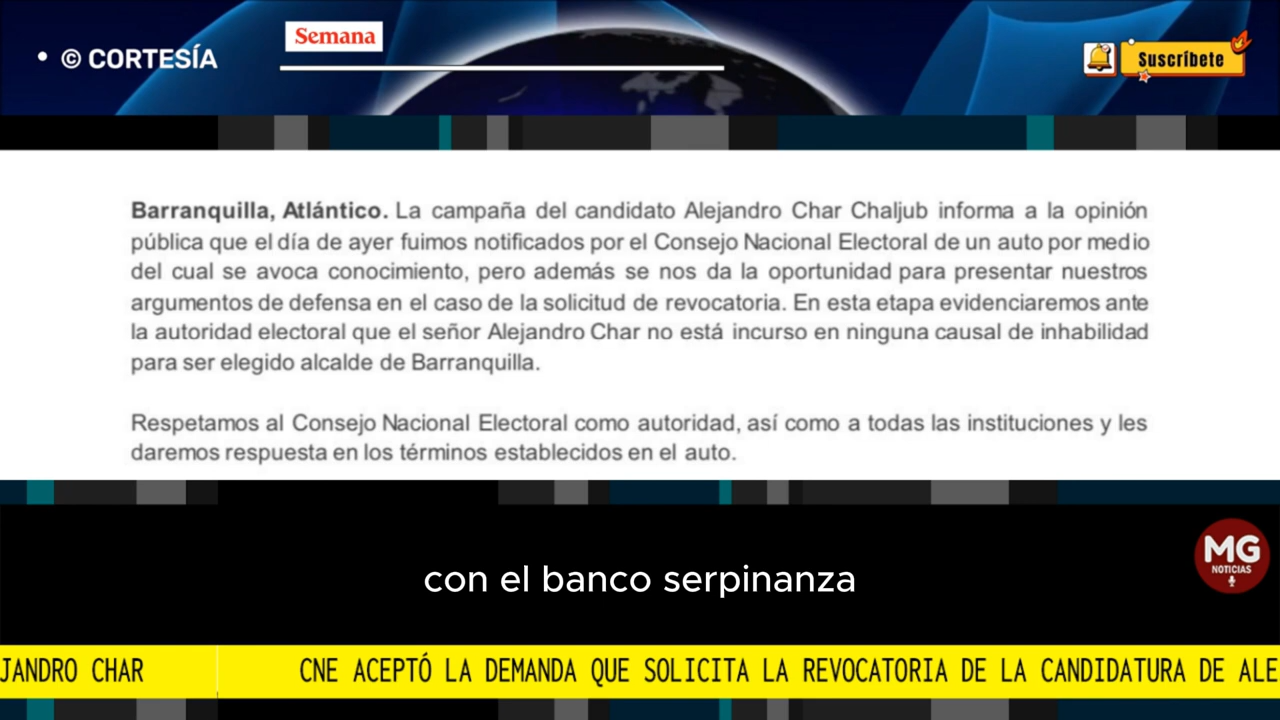 • © CORTESÍA
Semana
Suscríbete
Barranquilla, Atlántico. La campaña del candidato Alejandro Char Chaljub informa a la opinión
pública que el día de ayer fuimos notificados por el Consejo Nacional Electoral de un auto por medio
del cual se avoca conocimiento, pero además se nos da la oportunidad para presentar nuestros
argumentos de defensa en el caso de la solicitud de revocatoria. En esta etapa evidenciaremos ante
la autoridad electoral que el señor Alejandro Char no está incurso en ninguna causal de inhabilidad
para ser elegido alcalde de Barranquilla.
Respetamos al Consejo Nacional Electoral como autoridad, así como a todas las instituciones y les
daremos respuesta en los términos establecidos en el auto.
MG
NOTICIAS
con el banco serpinanza
JANDRO CHAR CNE ACEPTÓ LA DEMANDA QUE SOLICITA LA REVOCATORIA DE LA CANDIDATURA DE ALE